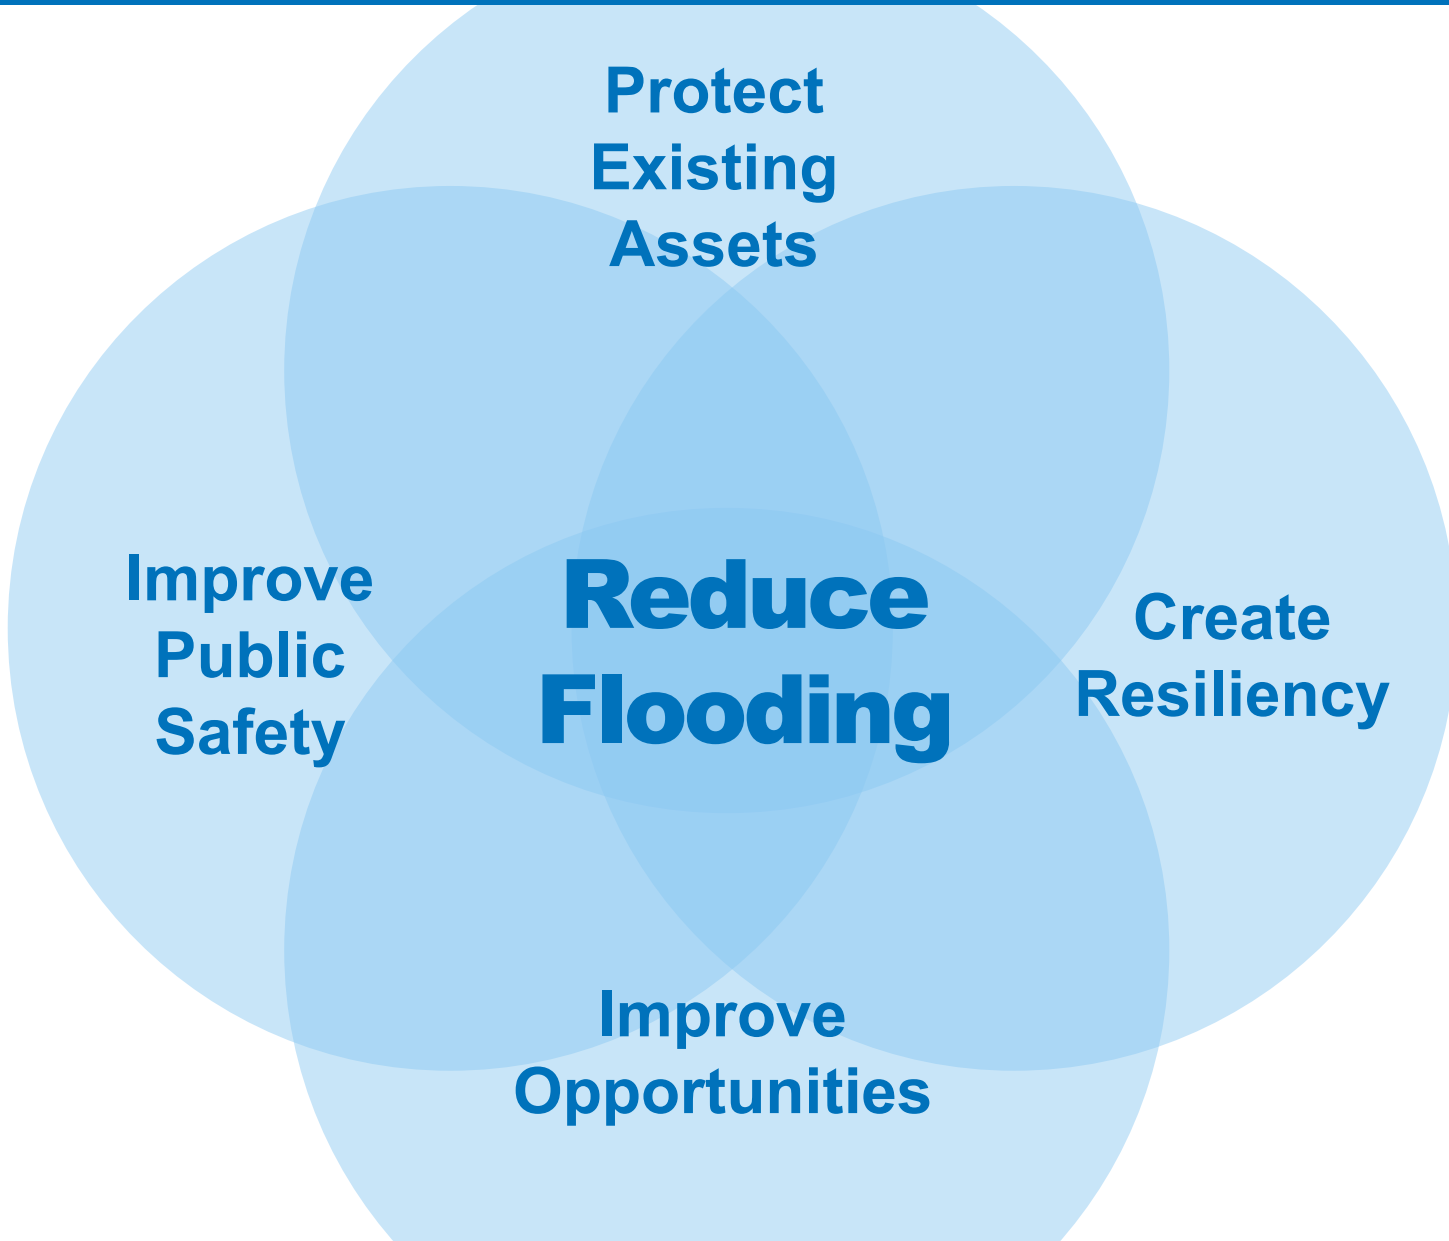 Protect
Existing
Assets
Improve
Public
Safety
Reduce
Flooding
Create
Resiliency
Improve
Opportunities